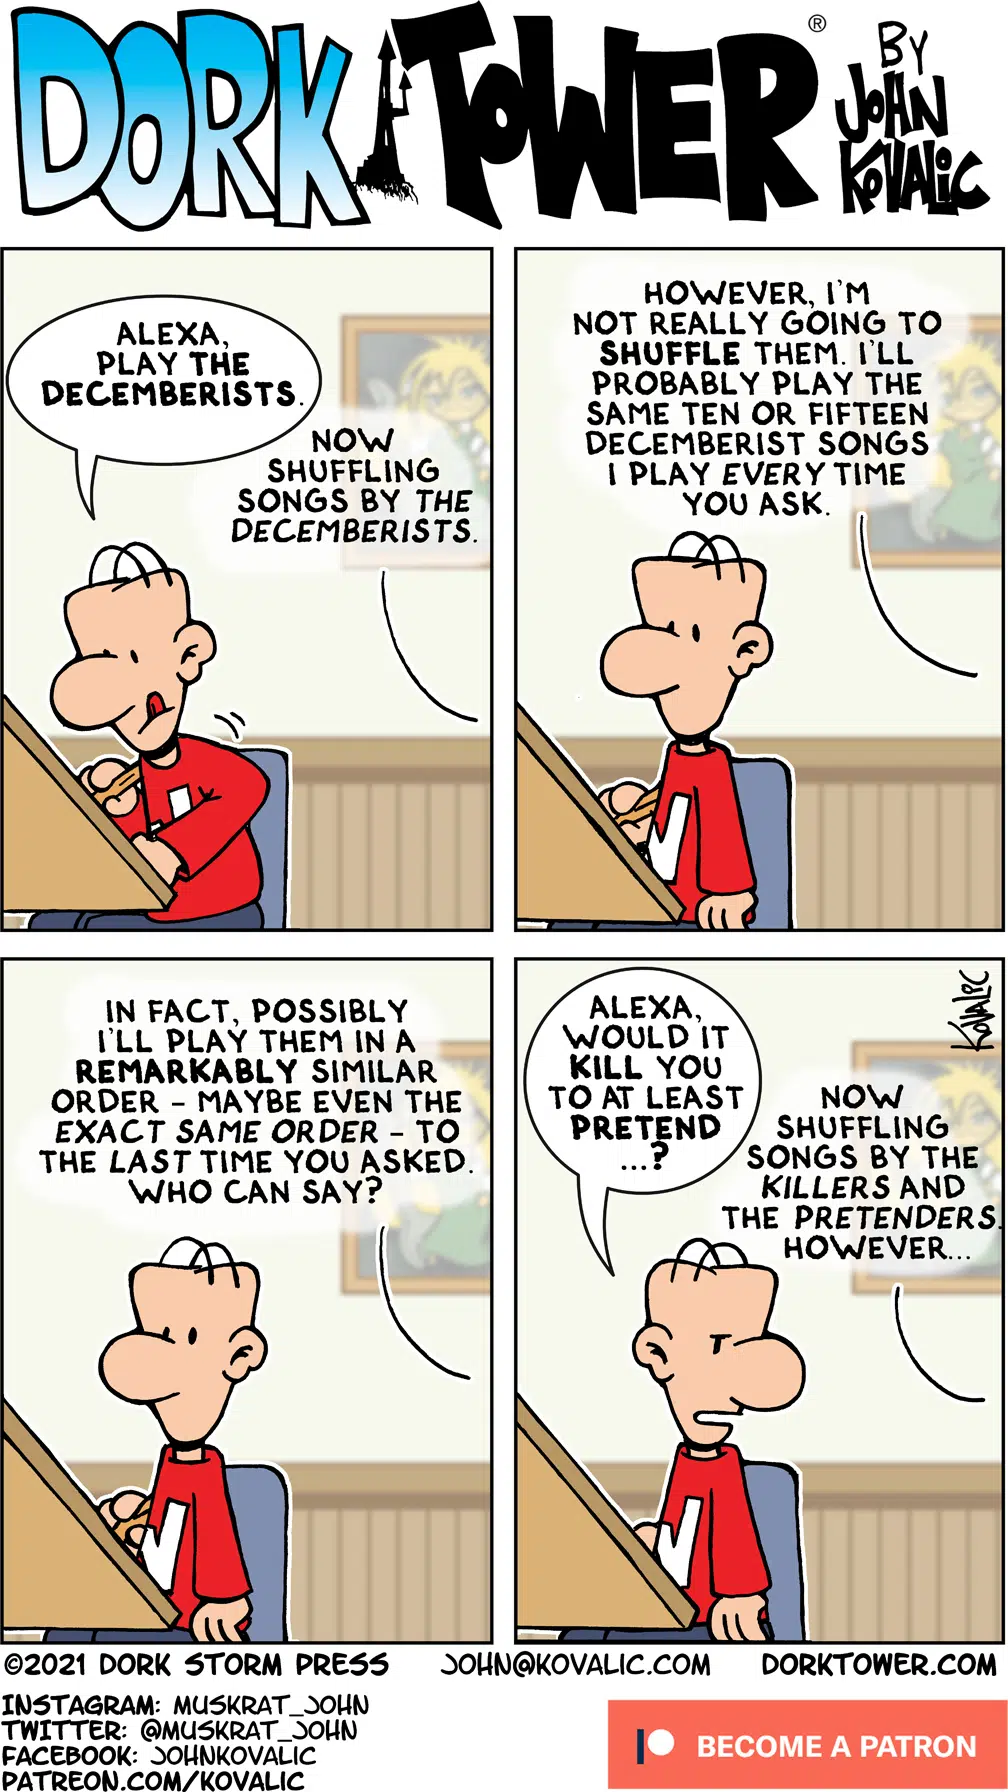 DORK TOWER ®
BY
JOHN
KOVALIC
ALEXA,
PLAY THE
DECEMBERISTS.
NOW
SHUFFLING
SONGS BY THE
DECEMBERISTS.
HOWEVER, I'M
NOT REALLY GOING TO
SHUFFLE THEM. I'LL
PROBABLY PLAY THE
SAME TEN OR FIFTEEN
DECEMBERIST SONGS
I PLAY EVERY TIME
YOU ASK.
IN FACT, POSSIBLY
I'LL PLAY THEM IN A
REMARKABLY SIMILAR
ORDER – MAYBE EVEN THE
EXACT SAME ORDER – TO
THE LAST TIME YOU ASKED.
WHO CAN SAY?
ALEXA,
WOULD IT
KILL YOU
TO AT LEAST
PRETEND
...?
NOW
SHUFFLING
SONGS BY THE
KILLERS AND
THE PRETENDERS.
HOWEVER...
KOVALIC
©2021 DORK STORM PRESS JOHN@KOVALIC.COM DORKTOWER.COM
INSTAGRAM: MUSKRAT_JOHN
TWITTER: @MUSKRAT_JOHN
FACEBOOK: JOHNKOVALIC
PATREON.COM/KOVALIC
BECOME A PATRON